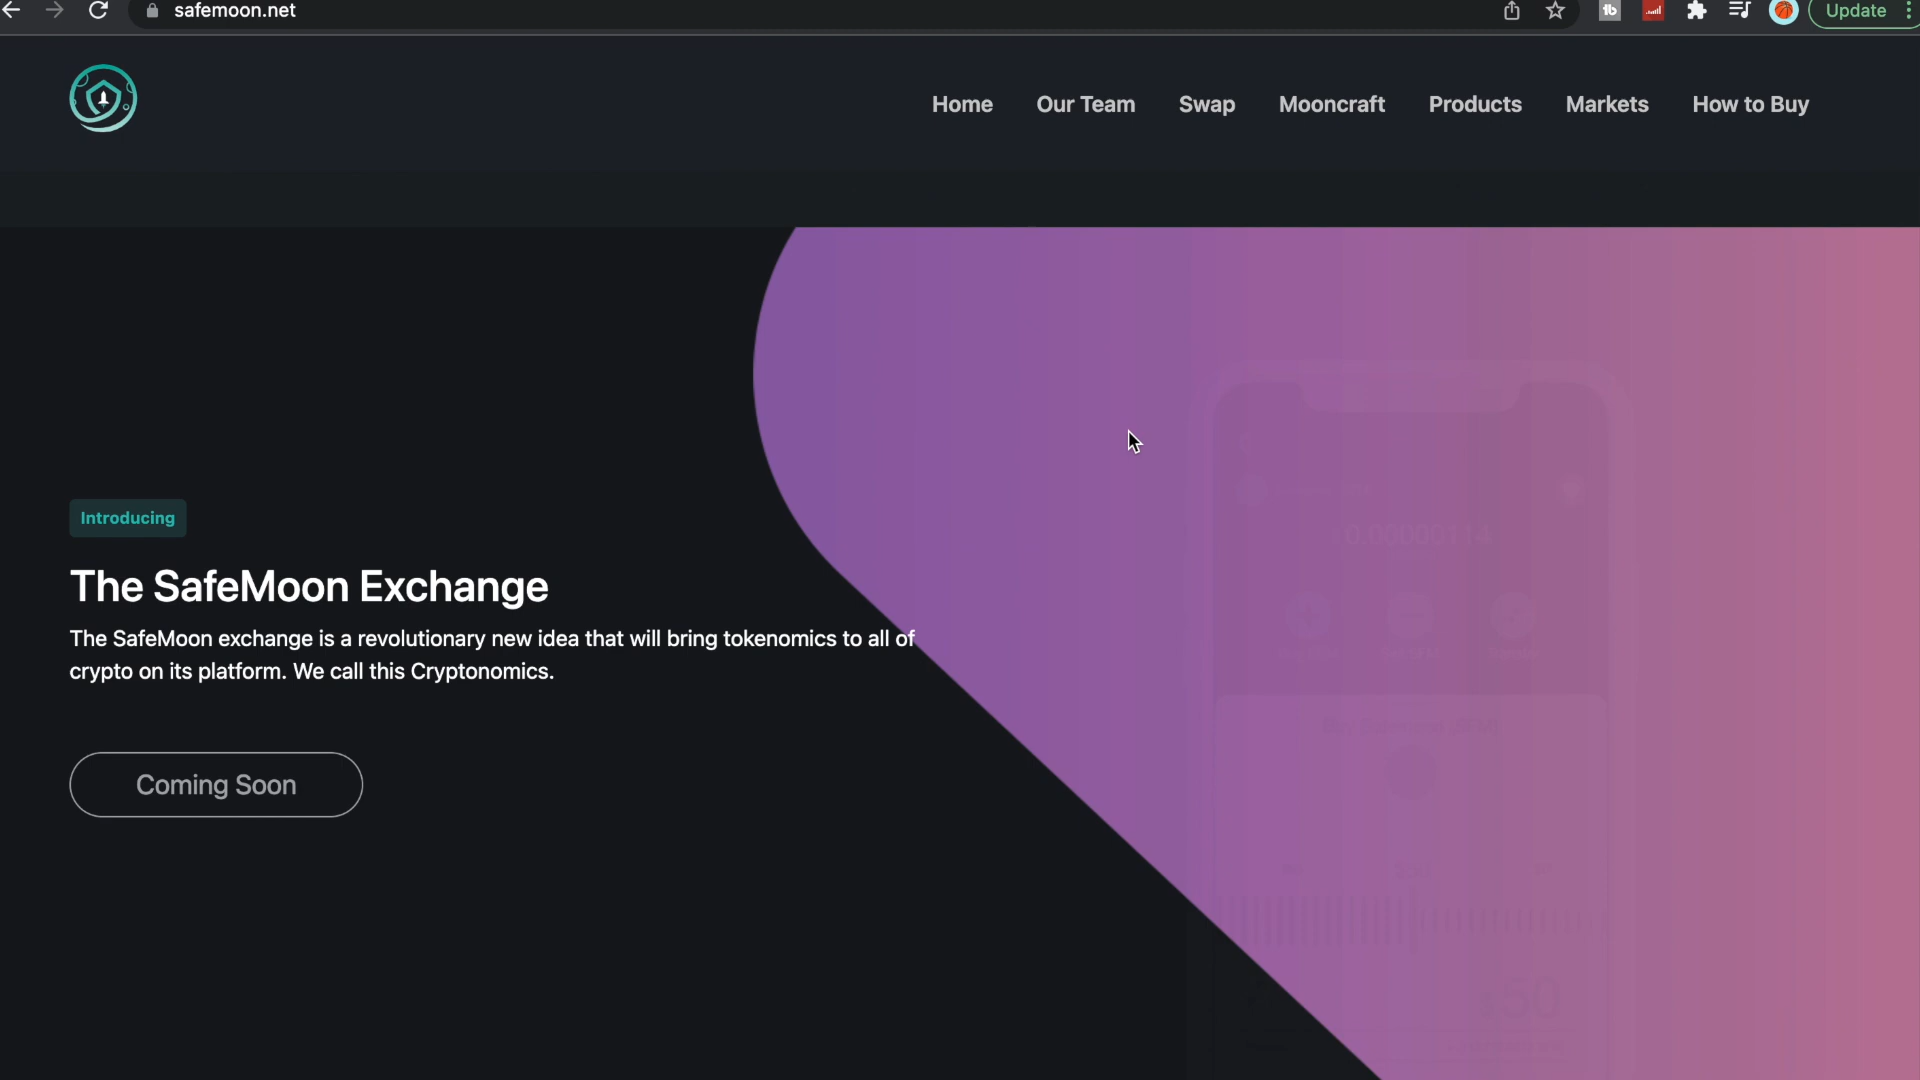 safemoon.net
Update
Home Our Team Swap Mooncraft Products Markets How to Buy
Introducing
The SafeMoon Exchange
The SafeMoon exchange is a revolutionary new idea that will bring tokenomics to all of
crypto on its platform. We call this Cryptonomics.
Coming Soon